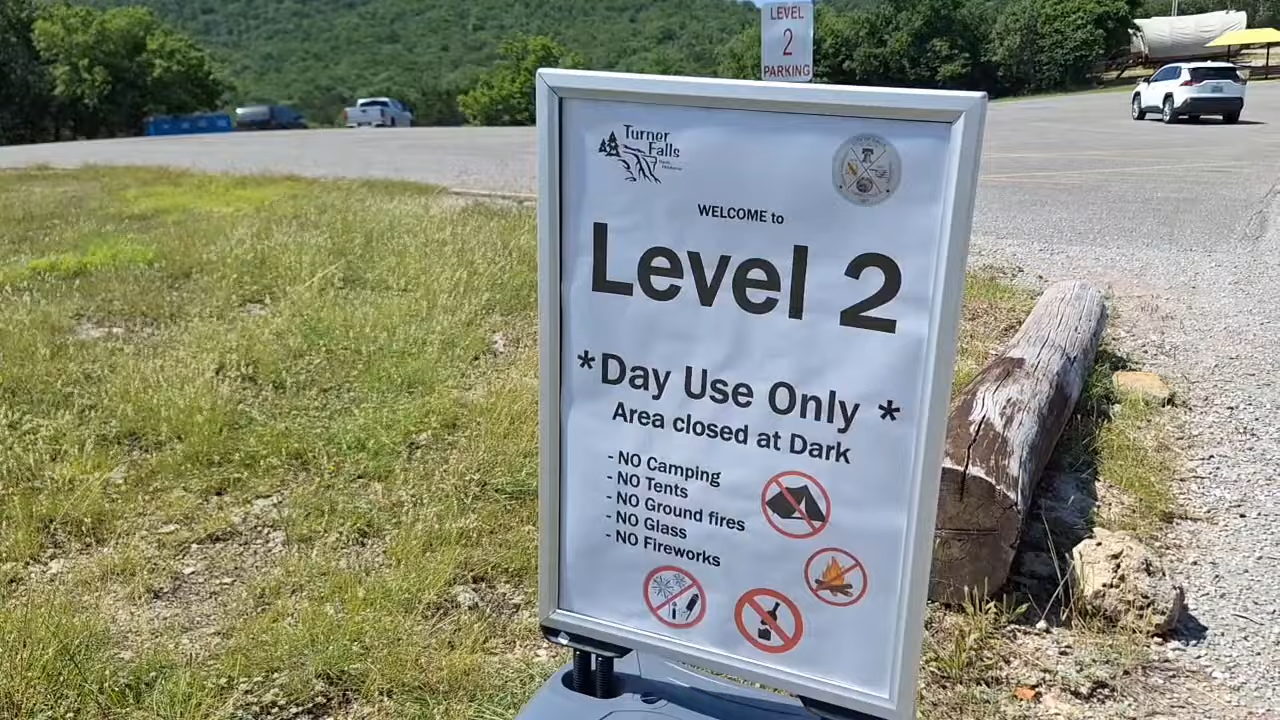 LEVEL
2
PARKING
Turner
Falls
WELCOME to
Level 2
*Day Use Only *
Area closed at Dark
- NO Camping
- NO Tents
- NO Ground fires
- NO Glass
- NO Fireworks